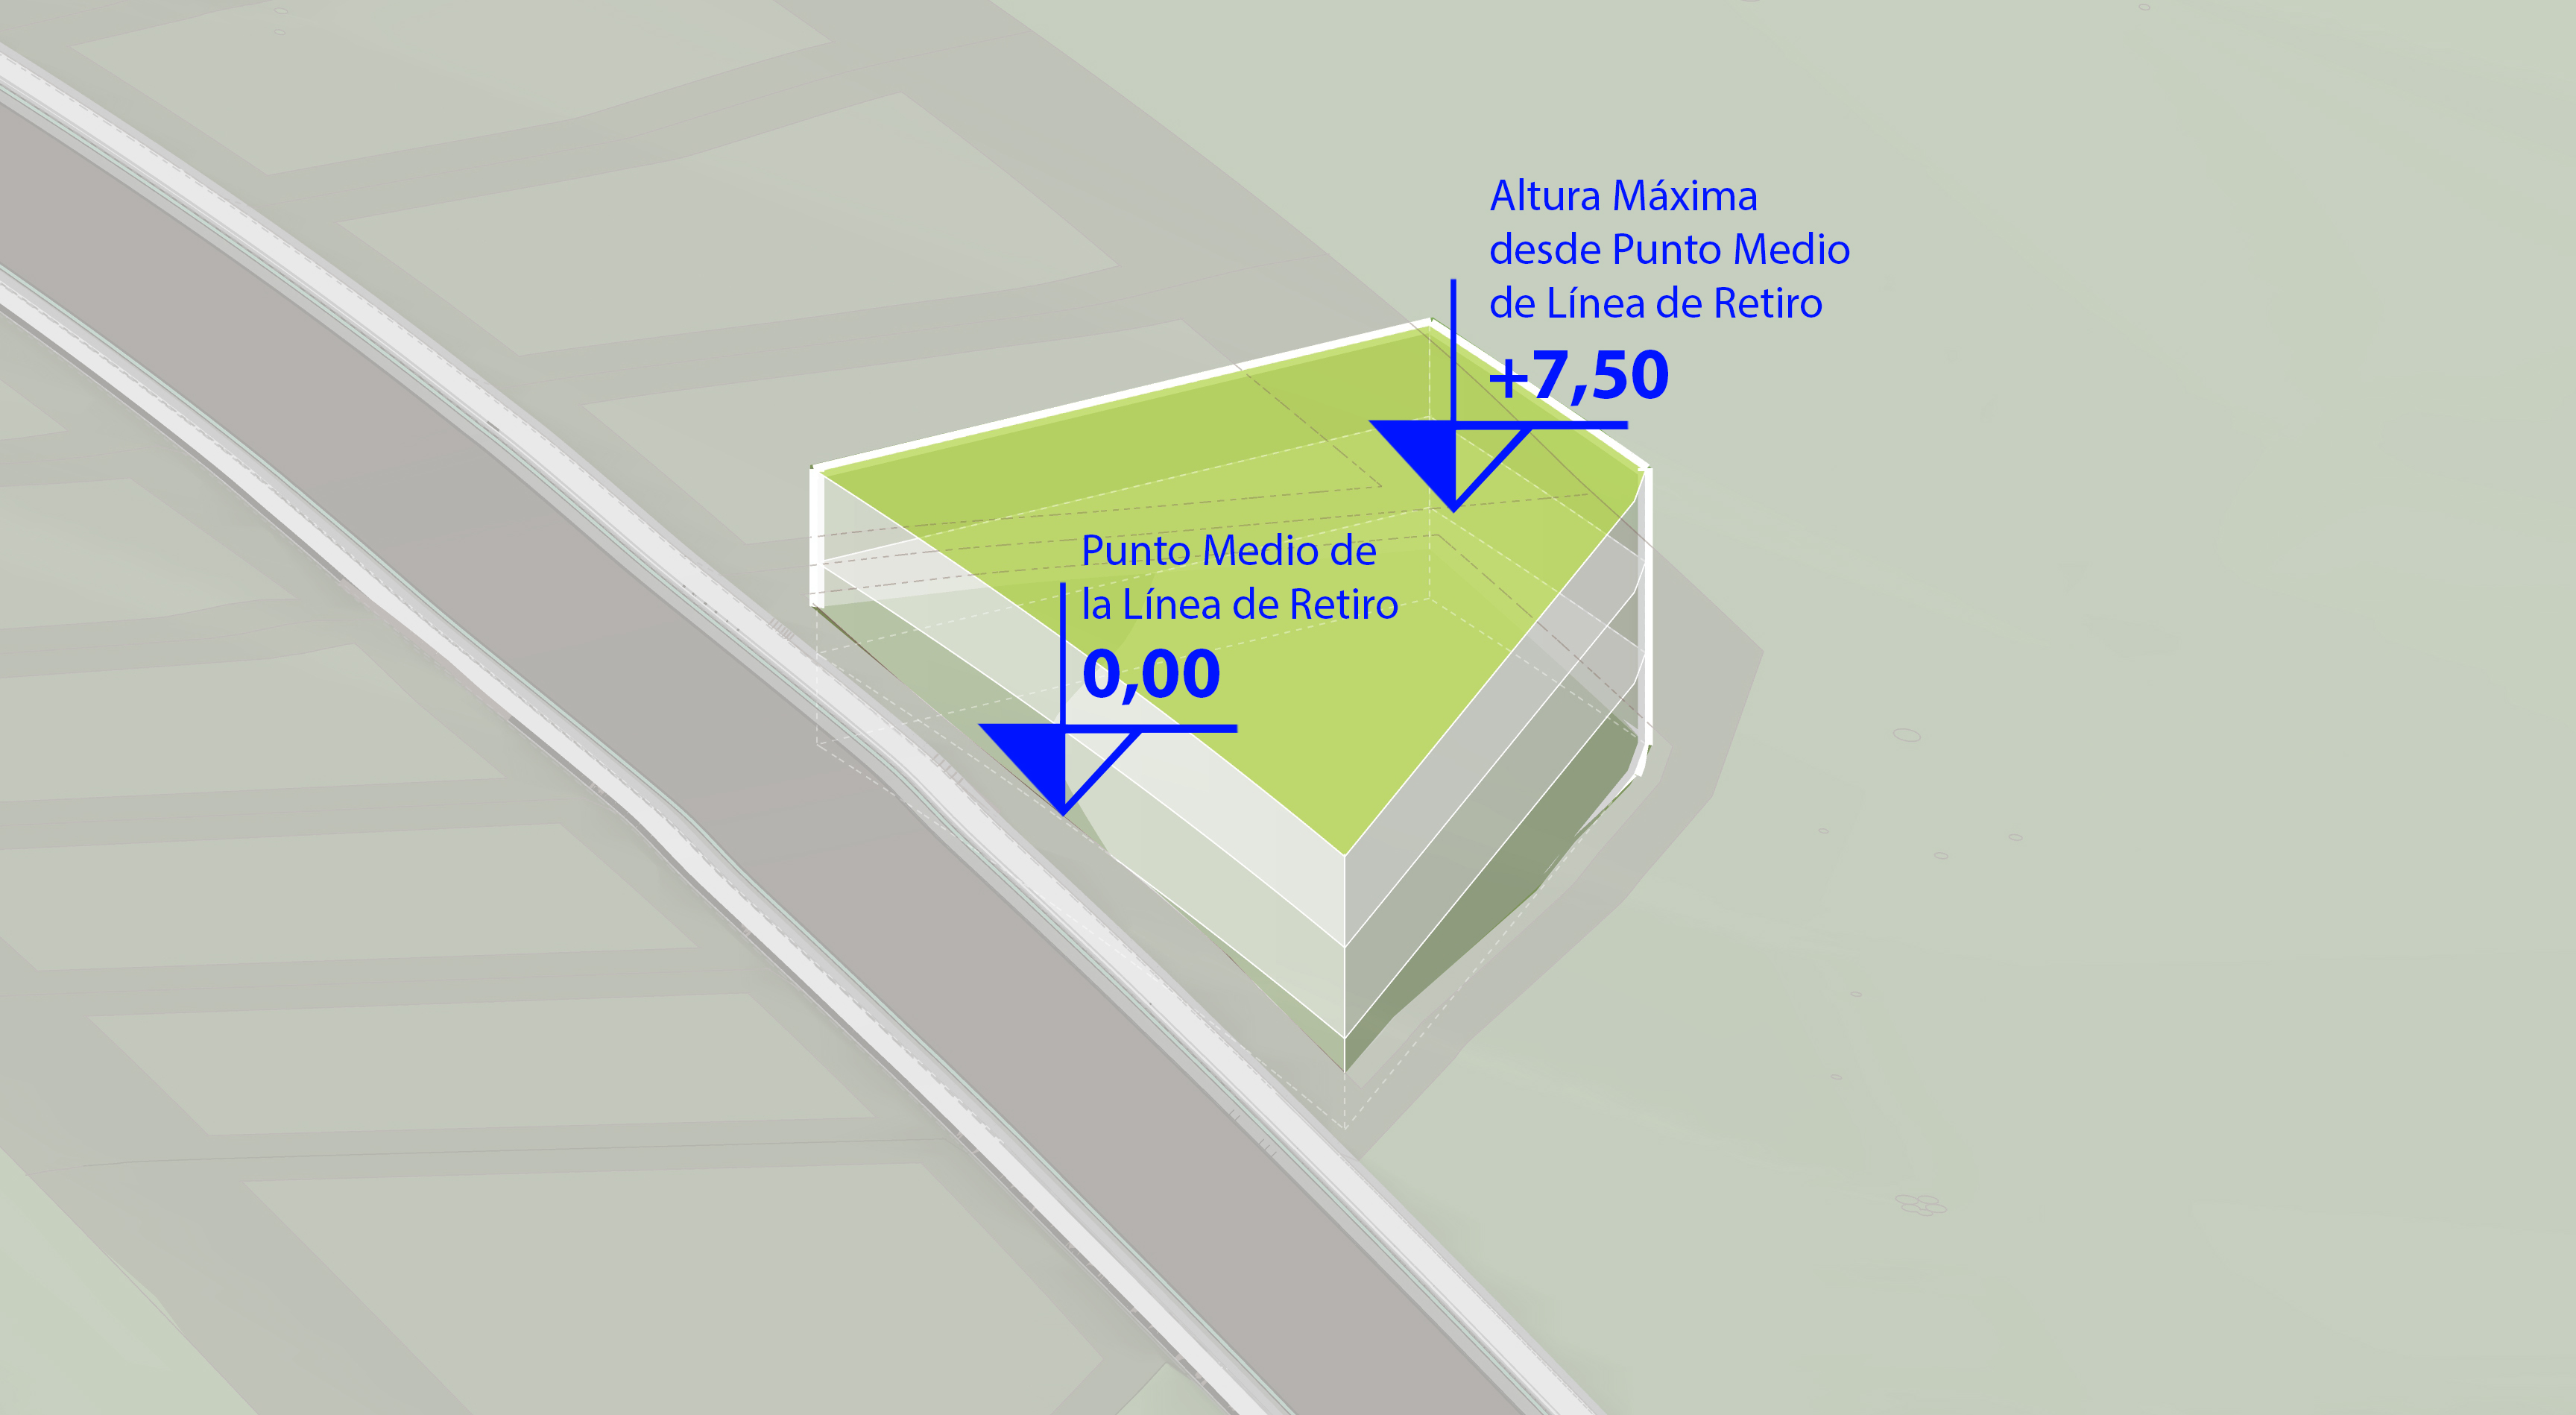 Altura Máxima
desde Punto Medio
de Línea de Retiro
+7,50
Punto Medio de
la Línea de Retiro
0,00